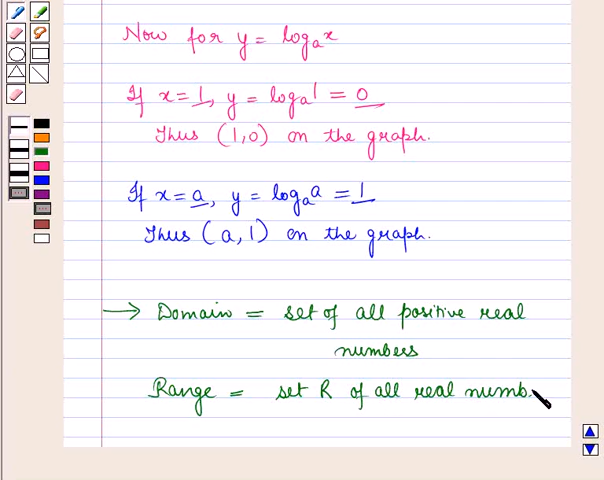 Now for y = logₐx
If x = 1, y = logₐ1 = 0
Thus (1,0) on the graph.
If x = a, y = logₐa = 1
Thus (a,1) on the graph.
→ Domain = set of all positive real
numbers
Range = set R of all real numb